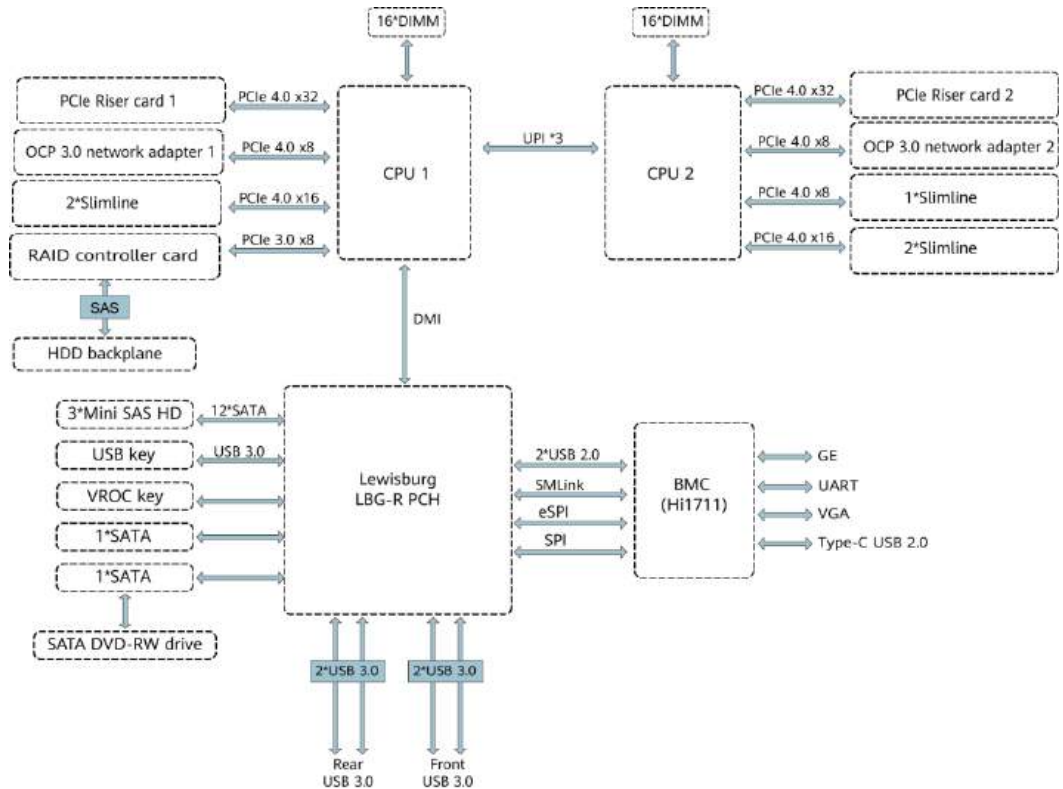 16*DIMM
16*DIMM
PCIe Riser card 1
PCIe 4.0 x32
PCIe 4.0 x32
PCIe Riser card 2
OCP 3.0 network adapter 1
PCIe 4.0 x8
CPU 1
UPI *3
CPU 2
PCIe 4.0 x8
OCP 3.0 network adapter 2
2*Slimline
PCIe 4.0 x16
PCIe 4.0 x8
1*Slimline
RAID controller card
PCIe 3.0 x8
PCIe 4.0 x16
2*Slimline
SAS
DMI
HDD backplane
3*Mini SAS HD
12*SATA
USB key
USB 3.0
VROC key
1*SATA
1*SATA
SATA DVD-RW drive
Lewisburg
LBG-R PCH
2*USB 2.0
SMLink
eSPI
SPI
BMC
(Hi1711)
GE
UART
VGA
Type-C USB 2.0
2*USB 3.0
2*USB 3.0
Rear
USB 3.0
Front
USB 3.0